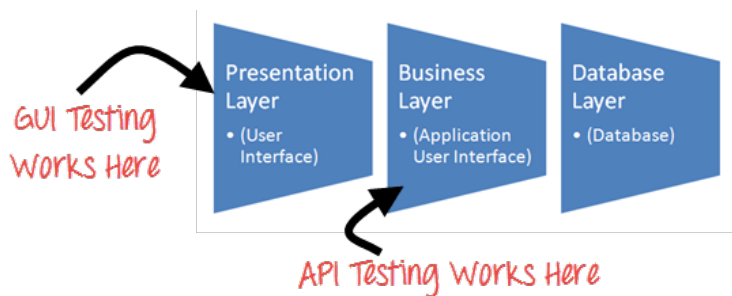 GUI Testing
Works Here
Presentation
Layer
• (User
Interface)
Business
Layer
• (Application
User Interface)
Database
Layer
• (Database)
API Testing Works Here